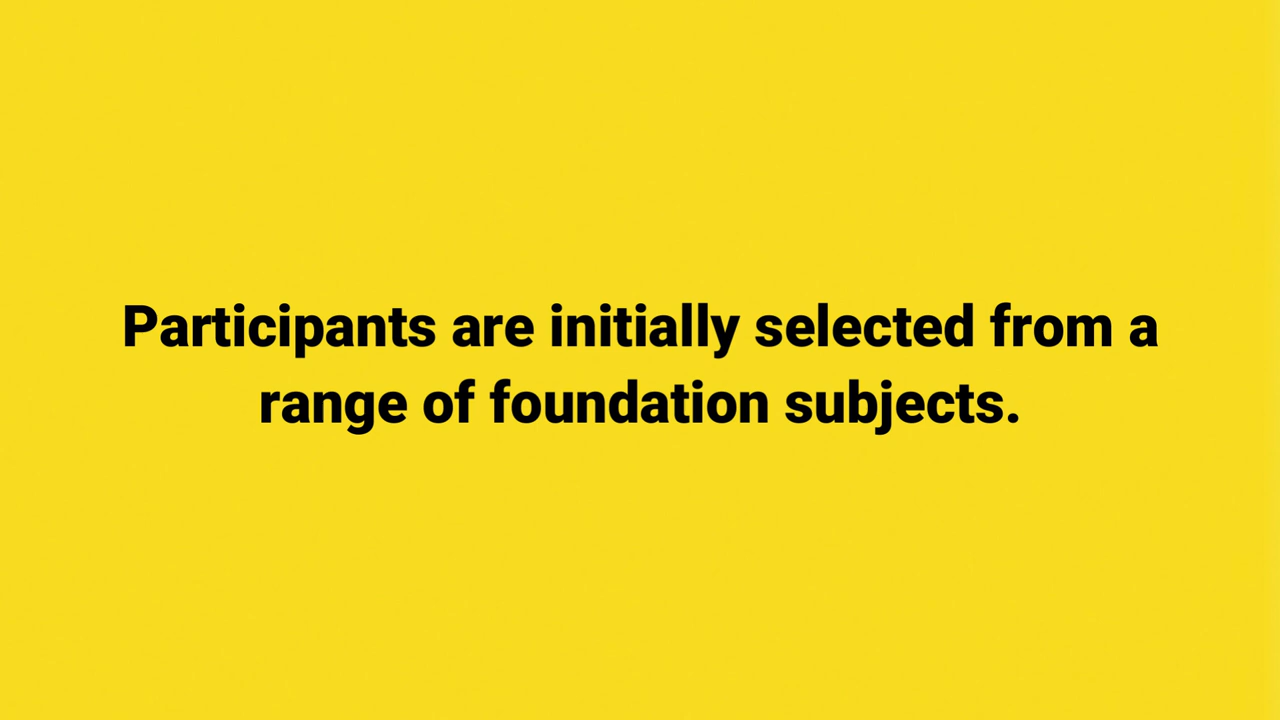 Participants are initially selected from a
range of foundation subjects.